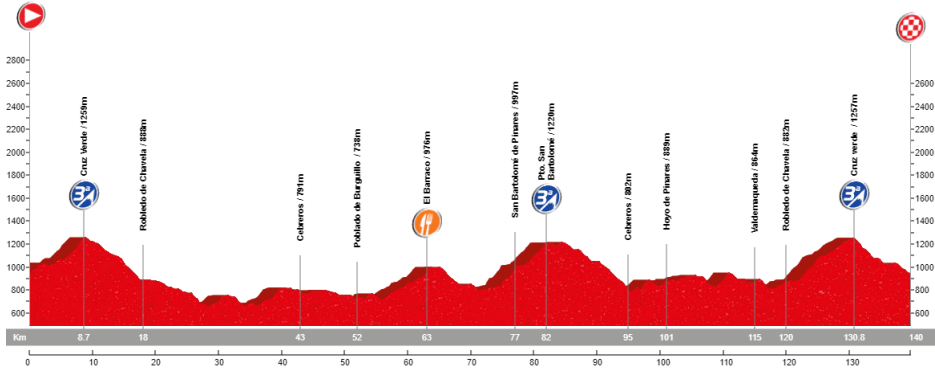 2800
2600
2400
2200
2000
1800
1600
1400
1200
1000
800
600
2600
2400
2200
2000
1800
1600
1400
1200
1000
800
600
Cruz Verde / 1259m
Robledo de Chavela / 888m
Cebreros / 791m
Poblado de Burguillo / 738m
El Barraco / 976m
San Bartolomé de Pinares / 997m
Pto. San
Bartolomé / 1220m
Cebreros / 802m
Hoyo de Pinares / 889m
Valdemaqueda / 864m
Robledo de Chavela / 882m
Cruz verde / 1257m
3ª
3ª
3ª
Km 8.7 18 43 52 63 77 82 95 101 115 120 130.8 140
0 10 20 30 40 50 60 70 80 90 100 110 120 130